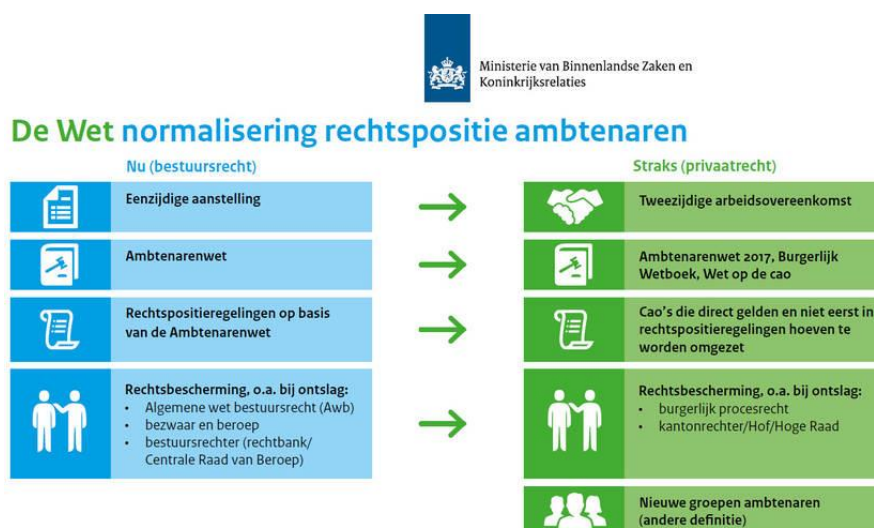 Ministerie van Binnenlandse Zaken en
Koninkrijksrelaties
De Wet normalisering rechtspositie ambtenaren
Nu (bestuursrecht)
Straks (privaatrecht)
Eenzijdige aanstelling
Tweezijdige arbeidsovereenkomst
Ambtenarenwet
Ambtenarenwet 2017, Burgerlijk
Wetboek, Wet op de cao
Rechtspositieregelingen op basis
van de Ambtenarenwet
Cao's die direct gelden en niet eerst in
rechtspositieregelingen hoeven te
worden omgezet
Rechtsbescherming, o.a. bij ontslag:
• Algemene wet bestuursrecht (Awb)
• bezwaar en beroep
• bestuursrechter (rechtbank/
Centrale Raad van Beroep)
Rechtsbescherming, o.a. bij ontslag:
• burgerlijk procesrecht
• kantonrechter/Hof/Hoge Raad
Nieuwe groepen ambtenaren
(andere definitie)